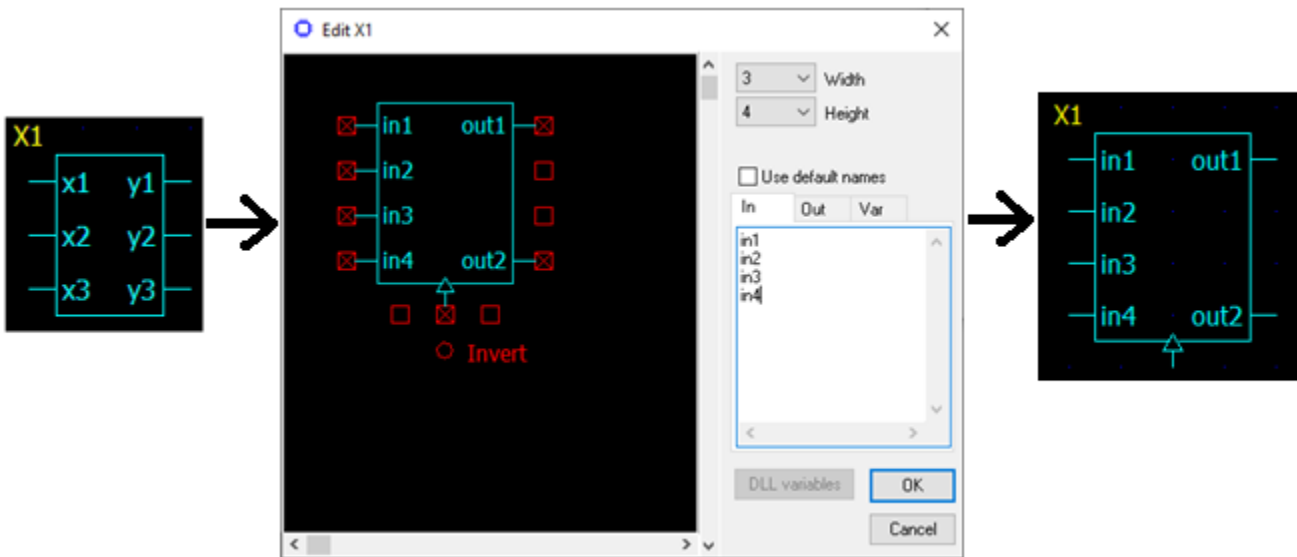 X1
x1 y1
x2 y2
x3 y3
Edit X1
in1 out1
in2
in3
in4 out2
Invert
3 Width
4 Height
Use default names
In Out Var
in1
in2
in3
in4
DLL variables OK
Cancel
X1
in1 out1
in2
in3
in4 out2